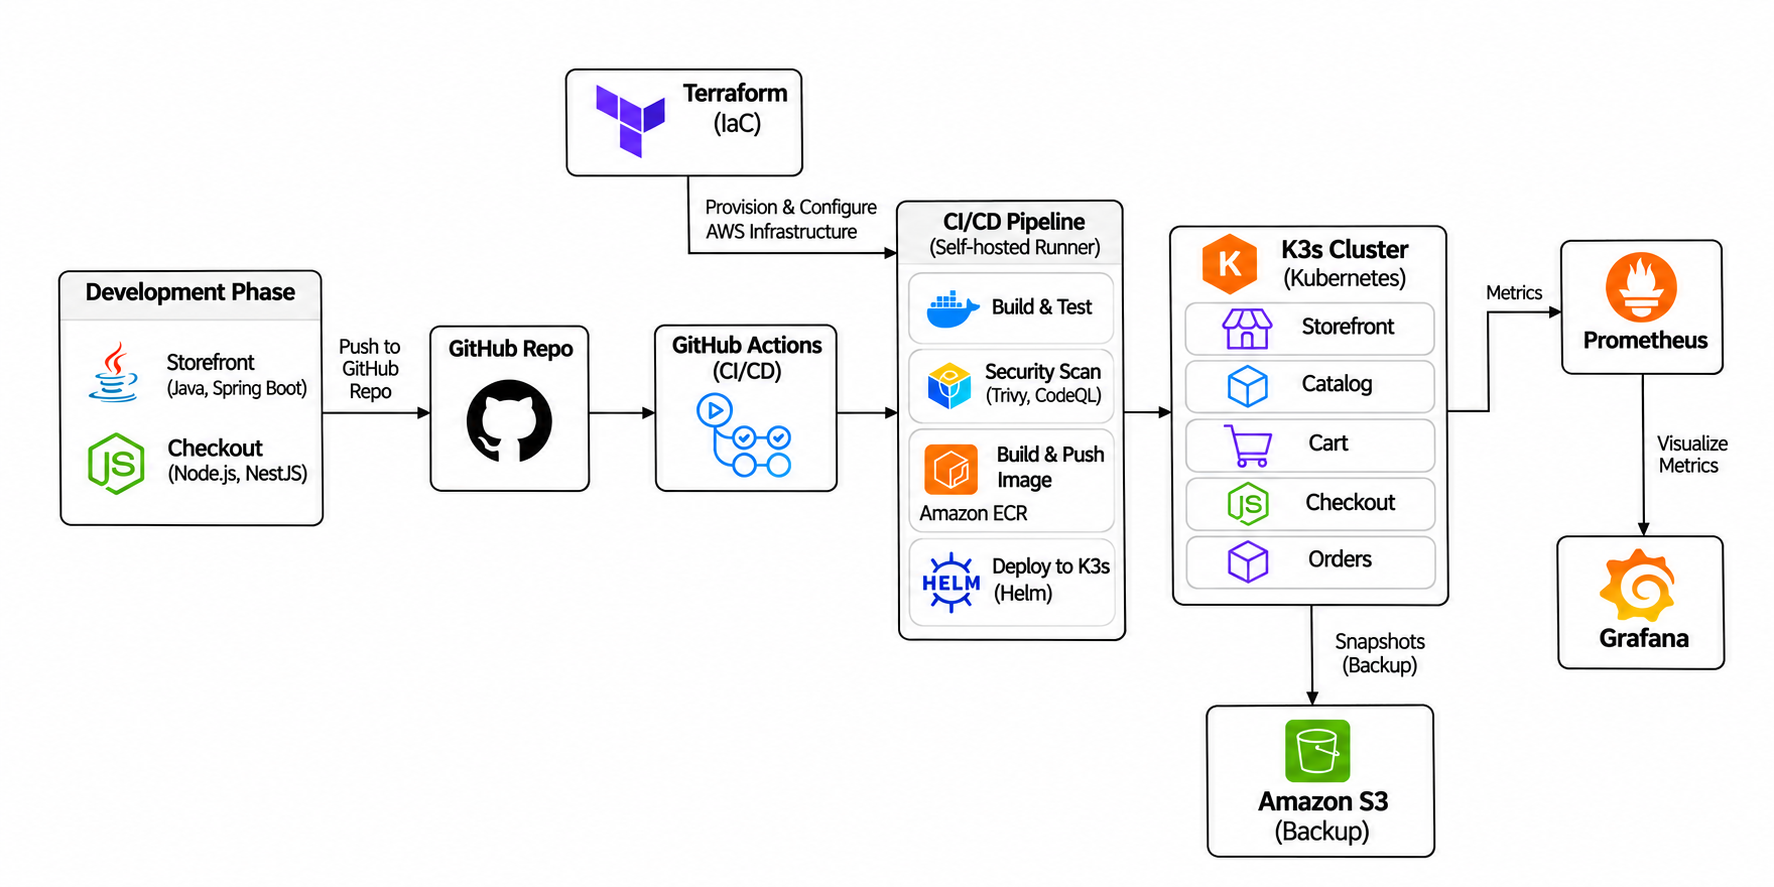 Terraform
(IaC)
Provision & Configure
AWS Infrastructure
Development Phase
Storefront
(Java, Spring Boot)
JS
Checkout
(Node.js, NestJS)
Push to
GitHub
Repo
GitHub Repo
GitHub Actions
(CI/CD)
CI/CD Pipeline
(Self-hosted Runner)
Build & Test
Security Scan
(Trivy, CodeQL)
Build & Push
Image
Amazon ECR
HELM
Deploy to K3s
(Helm)
K
K3s Cluster
(Kubernetes)
Storefront
Catalog
Cart
JS
Checkout
Orders
Metrics
Prometheus
Visualize
Metrics
Grafana
Snapshots
(Backup)
Amazon S3
(Backup)